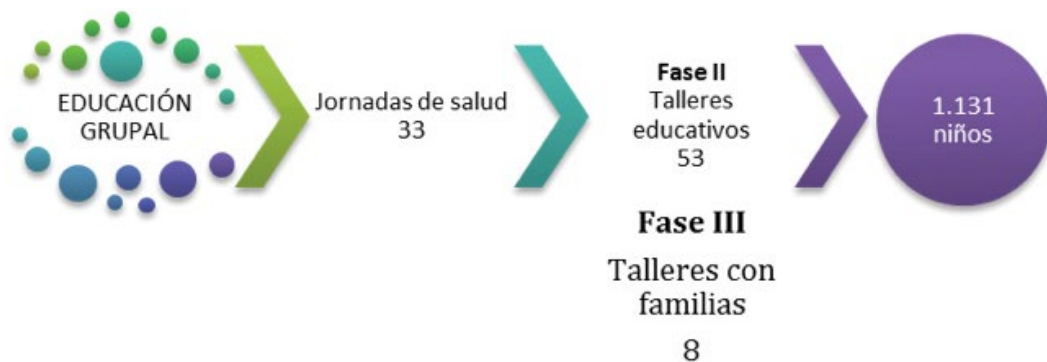 EDUCACIÓN
GRUPAL
Jornadas de salud
33
Fase II
Talleres
educativos
53
1.131
niños
Fase III
Talleres con
familias
8